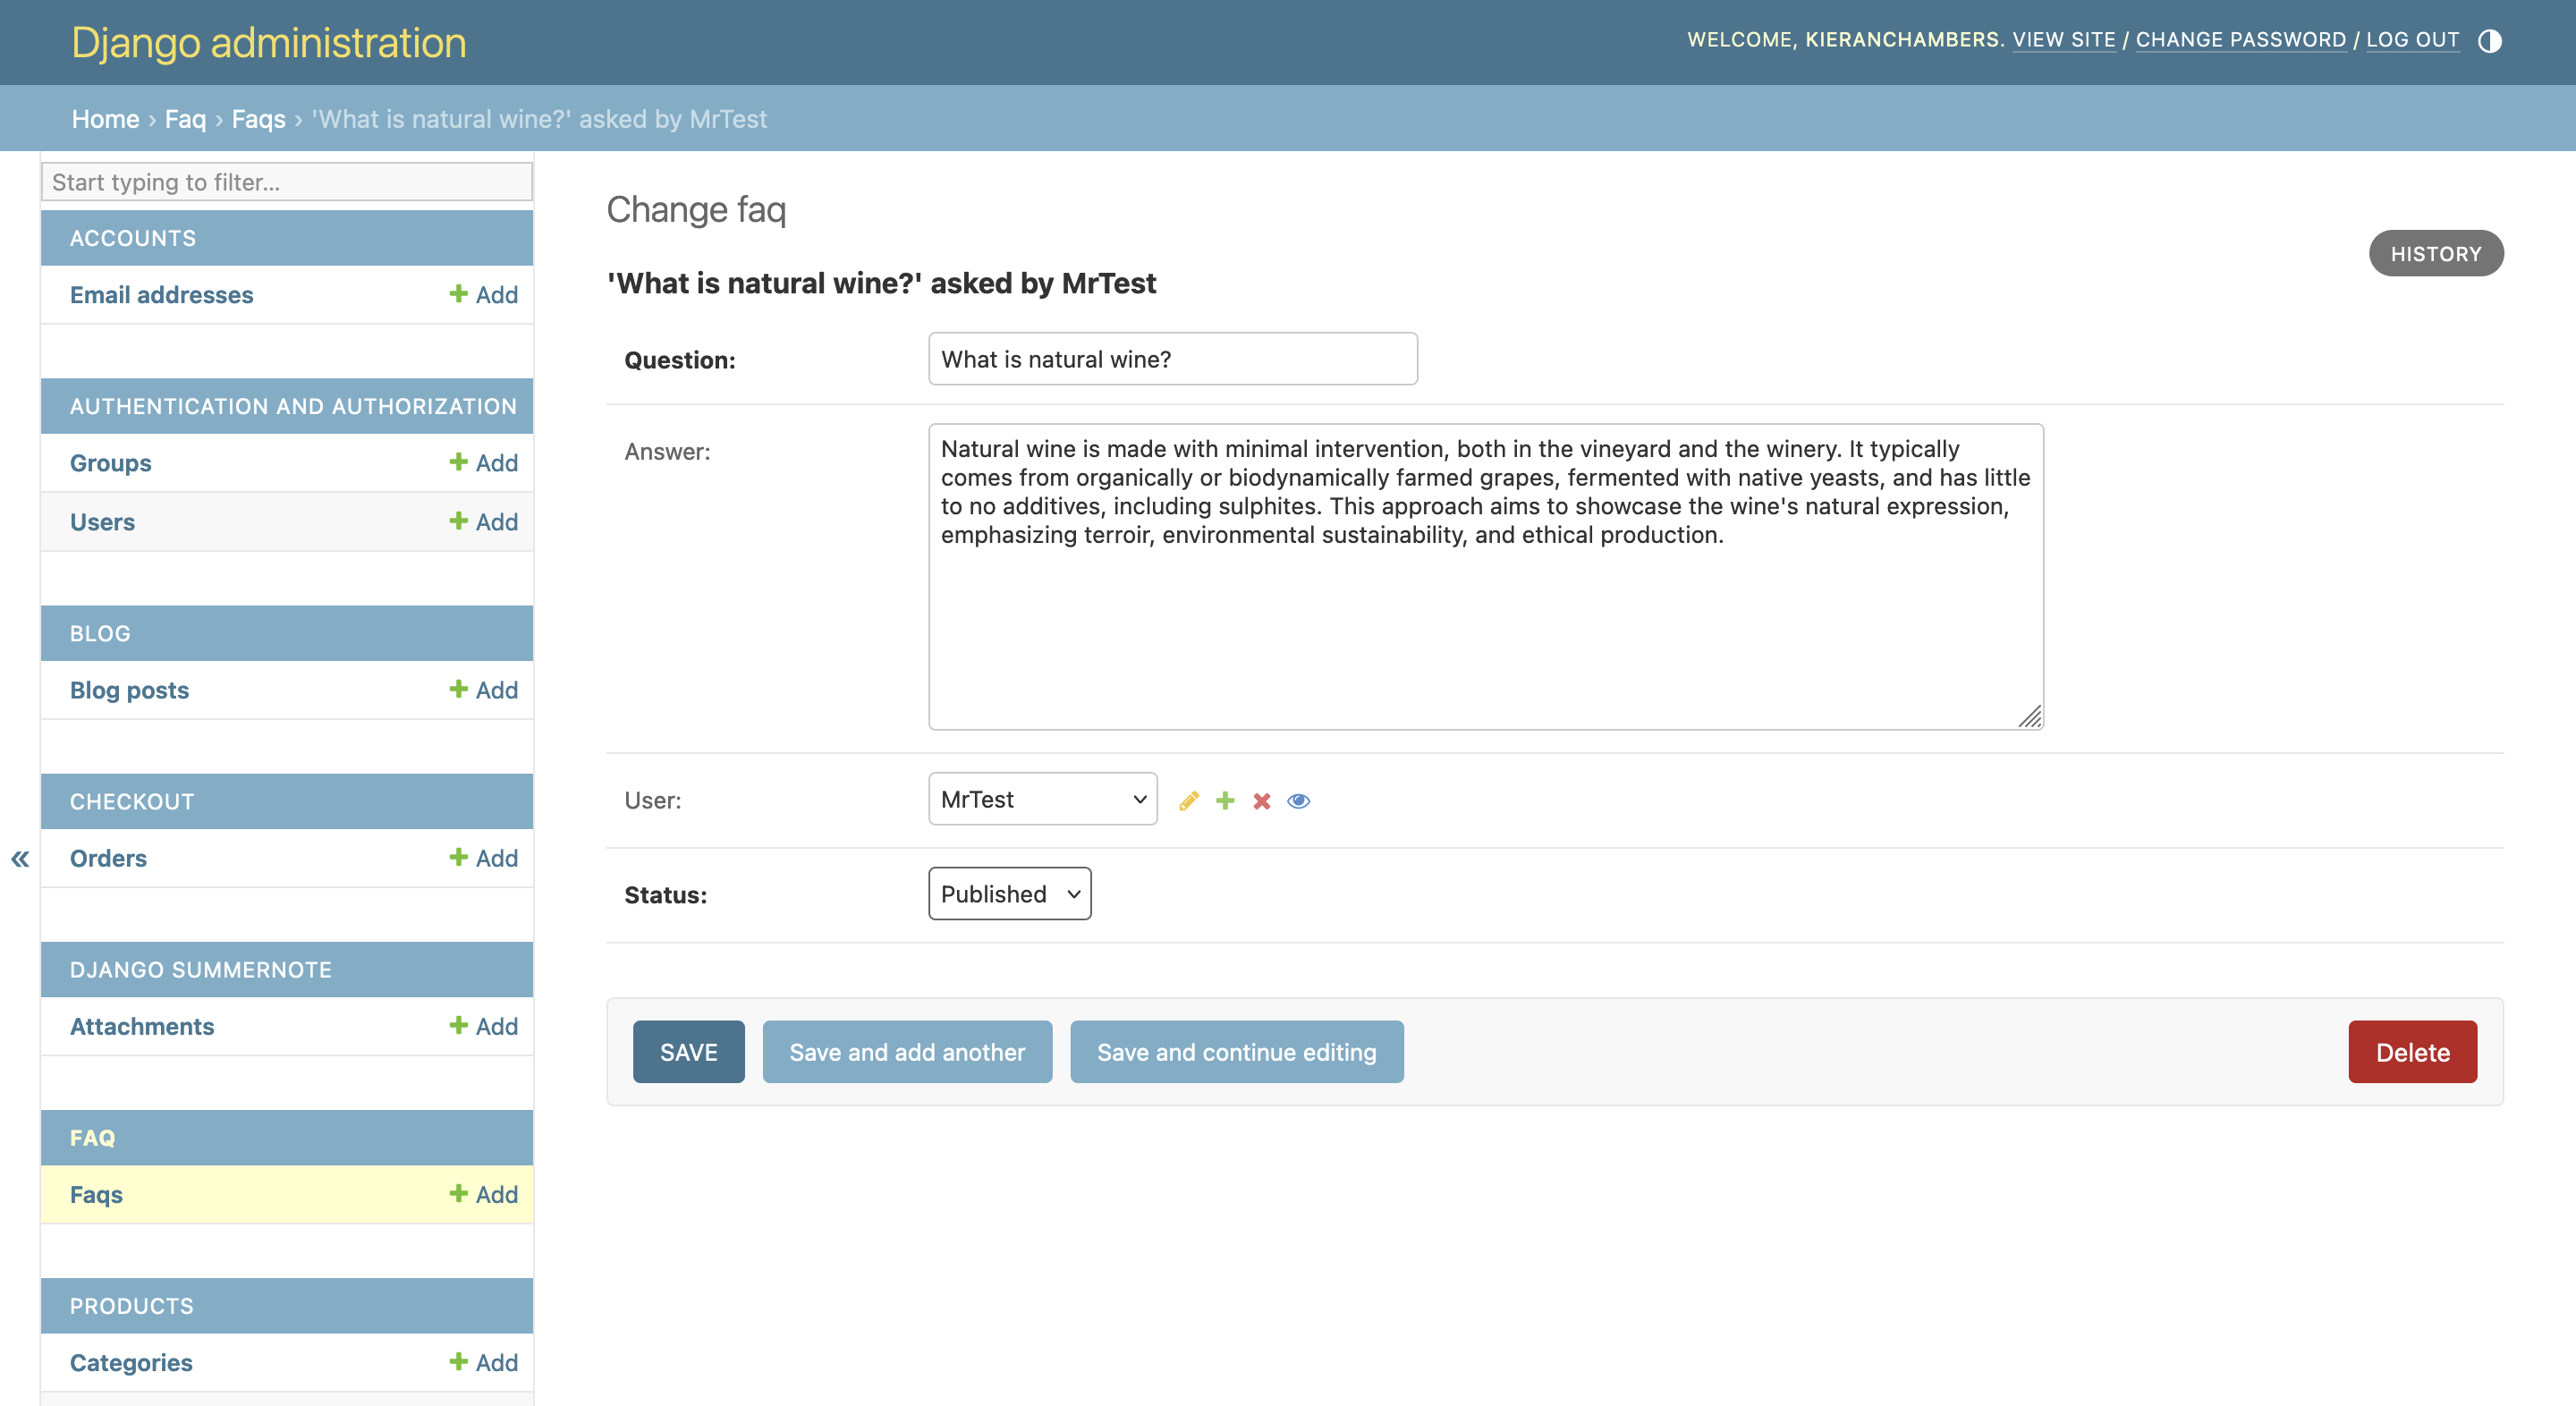 Django administration
WELCOME, KIERANCHAMBERS. VIEW SITE / CHANGE PASSWORD / LOG OUT
Home › Faq › Faqs › 'What is natural wine?' asked by MrTest
Start typing to filter...
ACCOUNTS
Email addresses + Add
AUTHENTICATION AND AUTHORIZATION
Groups + Add
Users + Add
BLOG
Blog posts + Add
CHECKOUT
Orders + Add
DJANGO SUMMERNOTE
Attachments + Add
FAQ
Faqs + Add
PRODUCTS
Categories + Add
«
Change faq
HISTORY
'What is natural wine?' asked by MrTest
Question: What is natural wine?
Answer: Natural wine is made with minimal intervention, both in the vineyard and the winery. It typically
comes from organically or biodynamically farmed grapes, fermented with native yeasts, and has little
to no additives, including sulphites. This approach aims to showcase the wine's natural expression,
emphasizing terroir, environmental sustainability, and ethical production.
User: MrTest
Status: Published
SAVE Save and add another Save and continue editing Delete